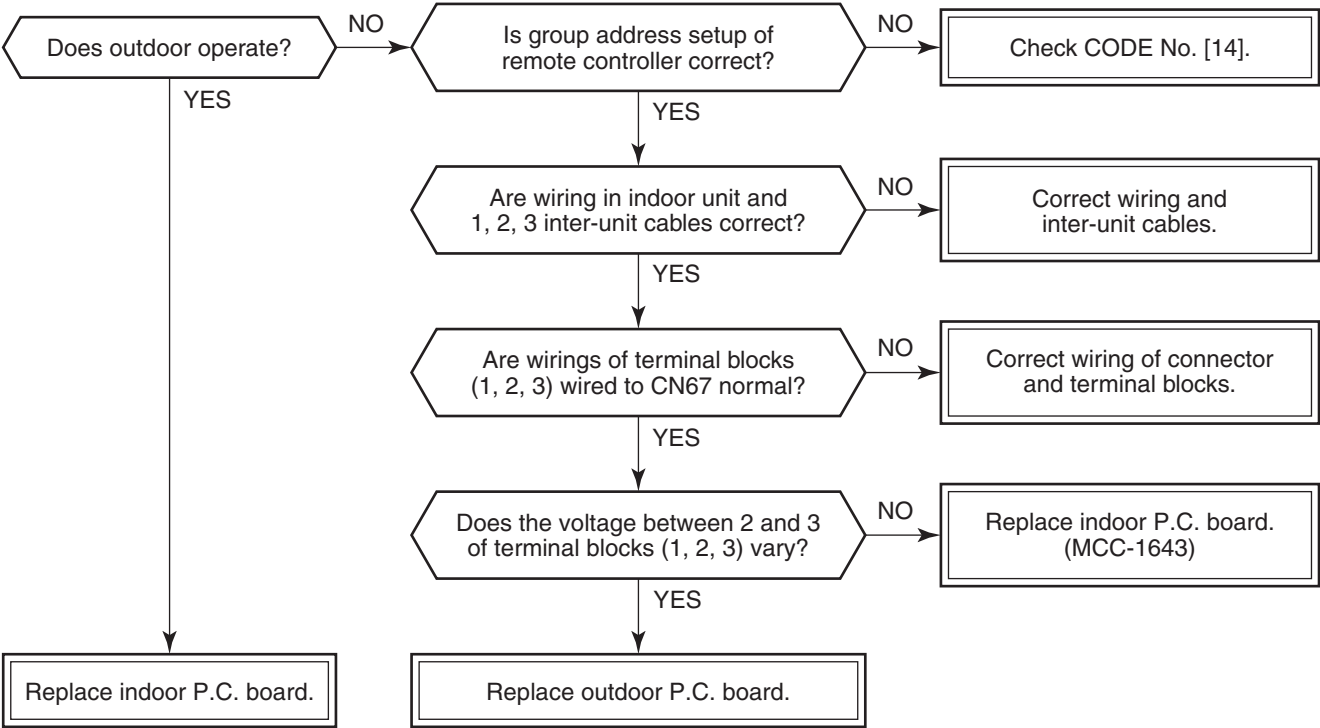 Does outdoor operate?
NO
Is group address setup of
remote controller correct?
NO
Check CODE No. [14].
YES
YES
Are wiring in indoor unit and
1, 2, 3 inter-unit cables correct?
NO
Correct wiring and
inter-unit cables.
YES
Are wirings of terminal blocks
(1, 2, 3) wired to CN67 normal?
NO
Correct wiring of connector
and terminal blocks.
YES
Does the voltage between 2 and 3
of terminal blocks (1, 2, 3) vary?
NO
Replace indoor P.C. board.
(MCC-1643)
YES
Replace indoor P.C. board.
Replace outdoor P.C. board.